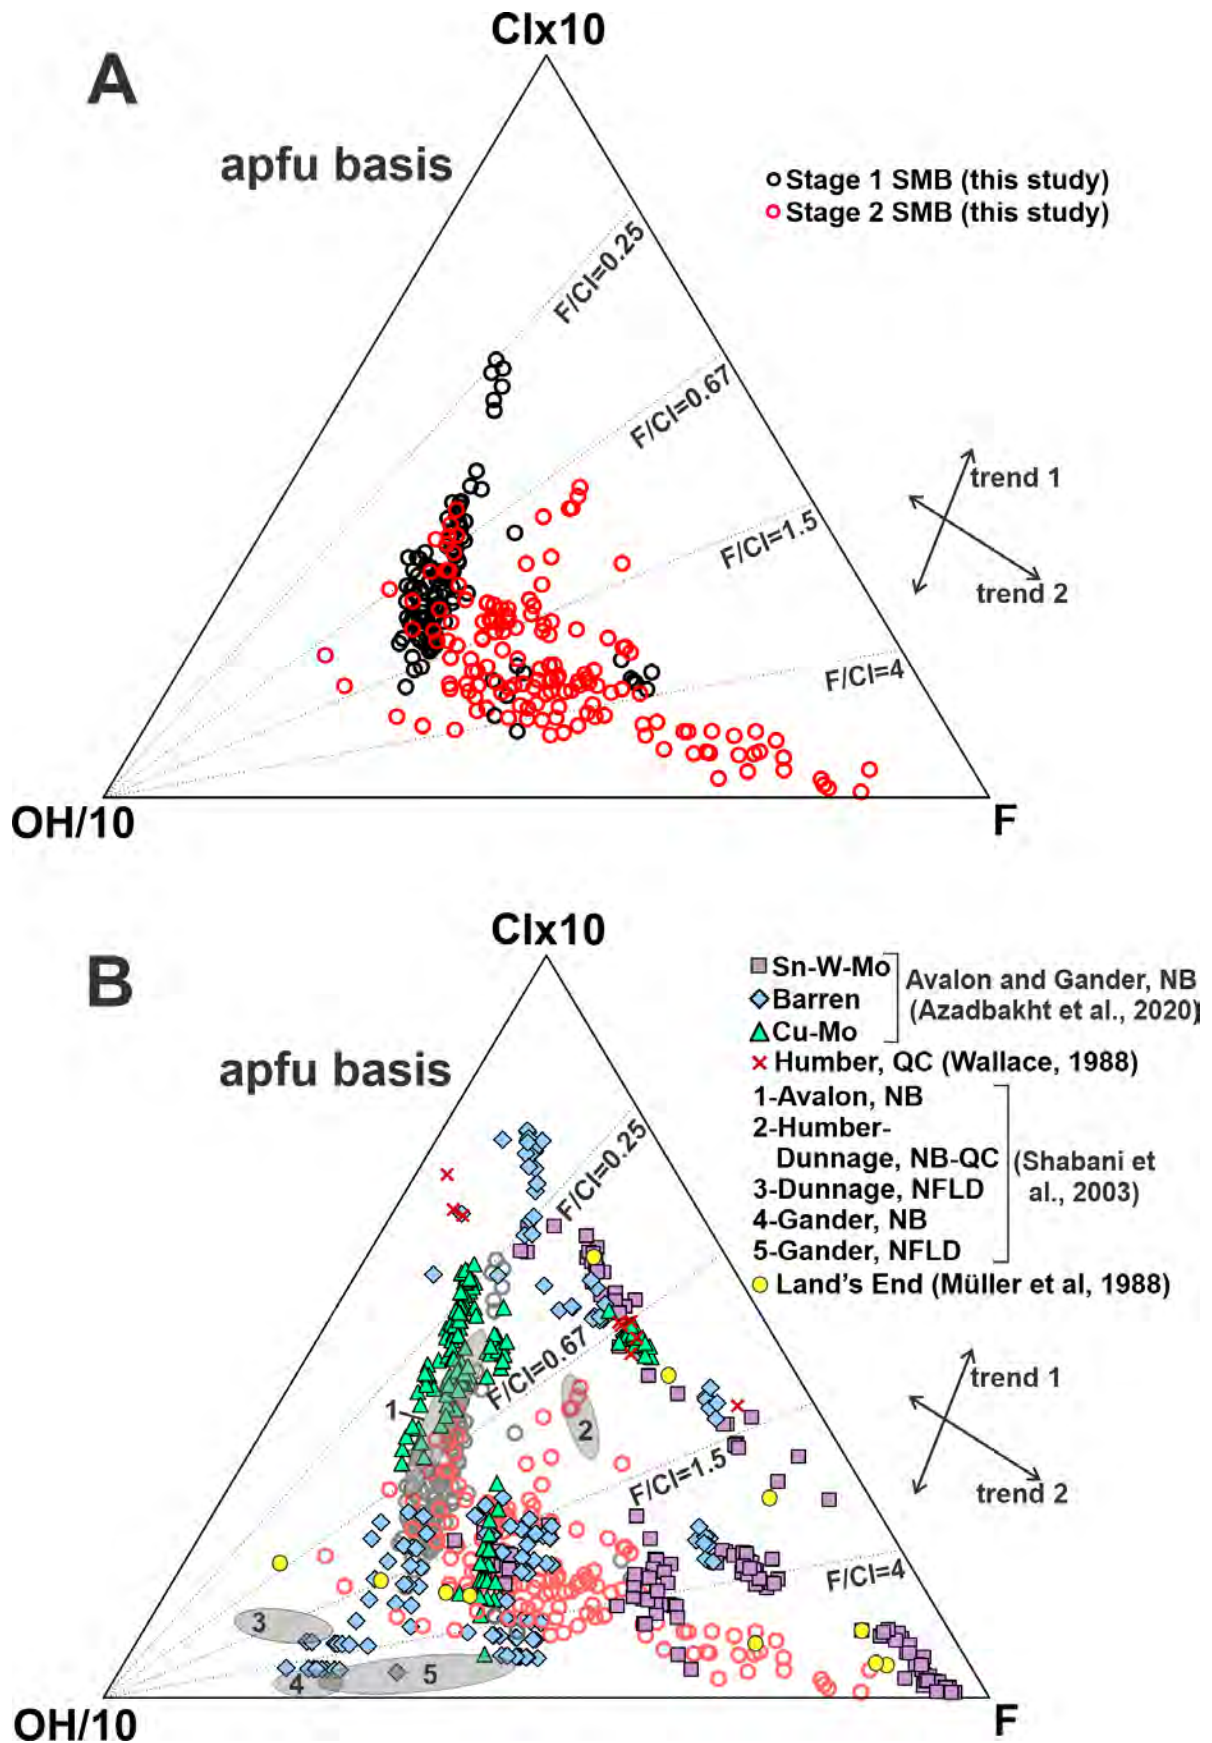 Clx10
A
apfu basis
Stage 1 SMB (this study)
Stage 2 SMB (this study)
F/Cl=0.25
F/Cl=0.67
F/Cl=1.5
F/Cl=4
trend 1
trend 2
OH/10
F
Clx10
B
apfu basis
Sn-W-Mo
Barren
Cu-Mo
Avalon and Gander, NB
(Azadbakht et al., 2020)
Humber, QC (Wallace, 1988)
1-Avalon, NB
2-Humber-
Dunnage, NB-QC
3-Dunnage, NFLD
4-Gander, NB
5-Gander, NFLD
(Shabani et
al., 2003)
Land's End (Müller et al, 1988)
F/Cl=0.25
F/Cl=0.67
F/Cl=1.5
F/Cl=4
1
2
3
4
5
trend 1
trend 2
OH/10
F